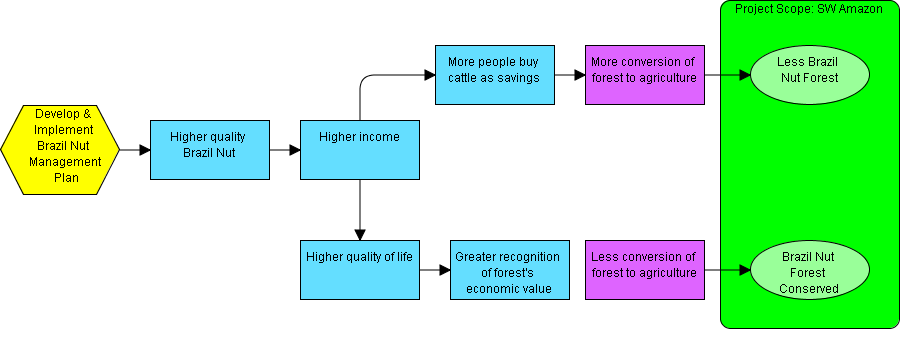 Project Scope: SW Amazon
More people buy
cattle as savings
More conversion of
forest to agriculture
Less Brazil
Nut Forest
Develop &
Implement
Brazil Nut
Management
Plan
Higher quality
Brazil Nut
Higher income
Higher quality of life
Greater recognition
of forest's
economic value
Less conversion of
forest to agriculture
Brazil Nut
Forest
Conserved